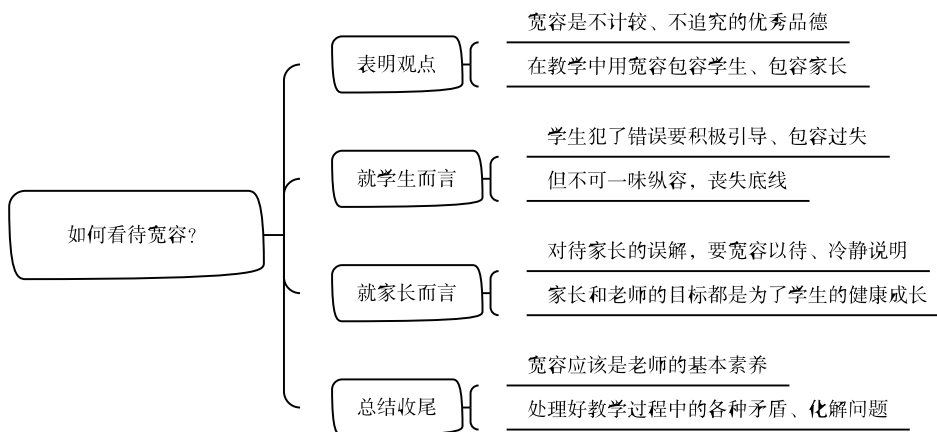 如何看待宽容？
表明观点
宽容是不计较、不追究的优秀品德
在教学中用宽容包容学生、包容家长
就学生而言
学生犯了错误要积极引导、包容过失
但不可一味纵容，丧失底线
就家长而言
对待家长的误解，要宽容以待、冷静说明
家长和老师的目标都是为了学生的健康成长
总结收尾
宽容应该是老师的基本素养
处理好教学过程中的各种矛盾、化解问题